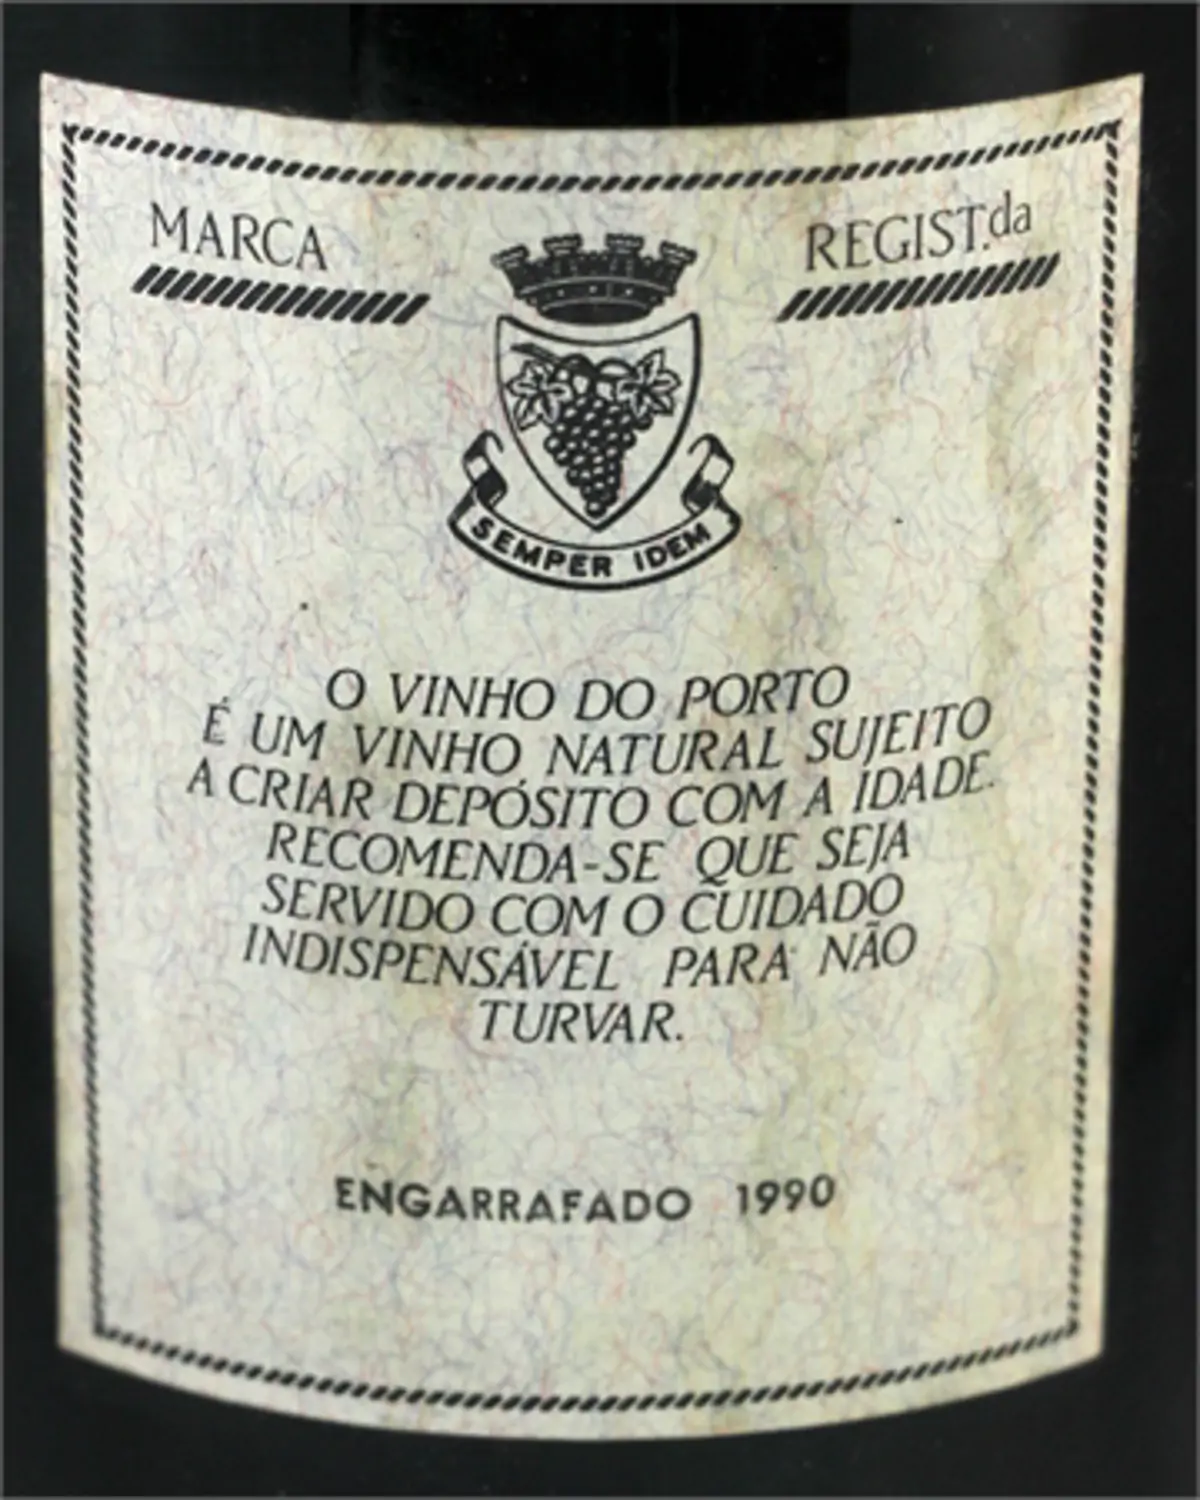 MARCA REGIST.da
SEMPER IDEM
O VINHO DO PORTO
É UM VINHO NATURAL SUJEITO
A CRIAR DEPÓSITO COM A IDADE.
RECOMENDA-SE QUE SEJA
SERVIDO COM O CUIDADO
INDISPENSÁVEL PARA NÃO
TURVAR.
ENGARRAFADO 1990